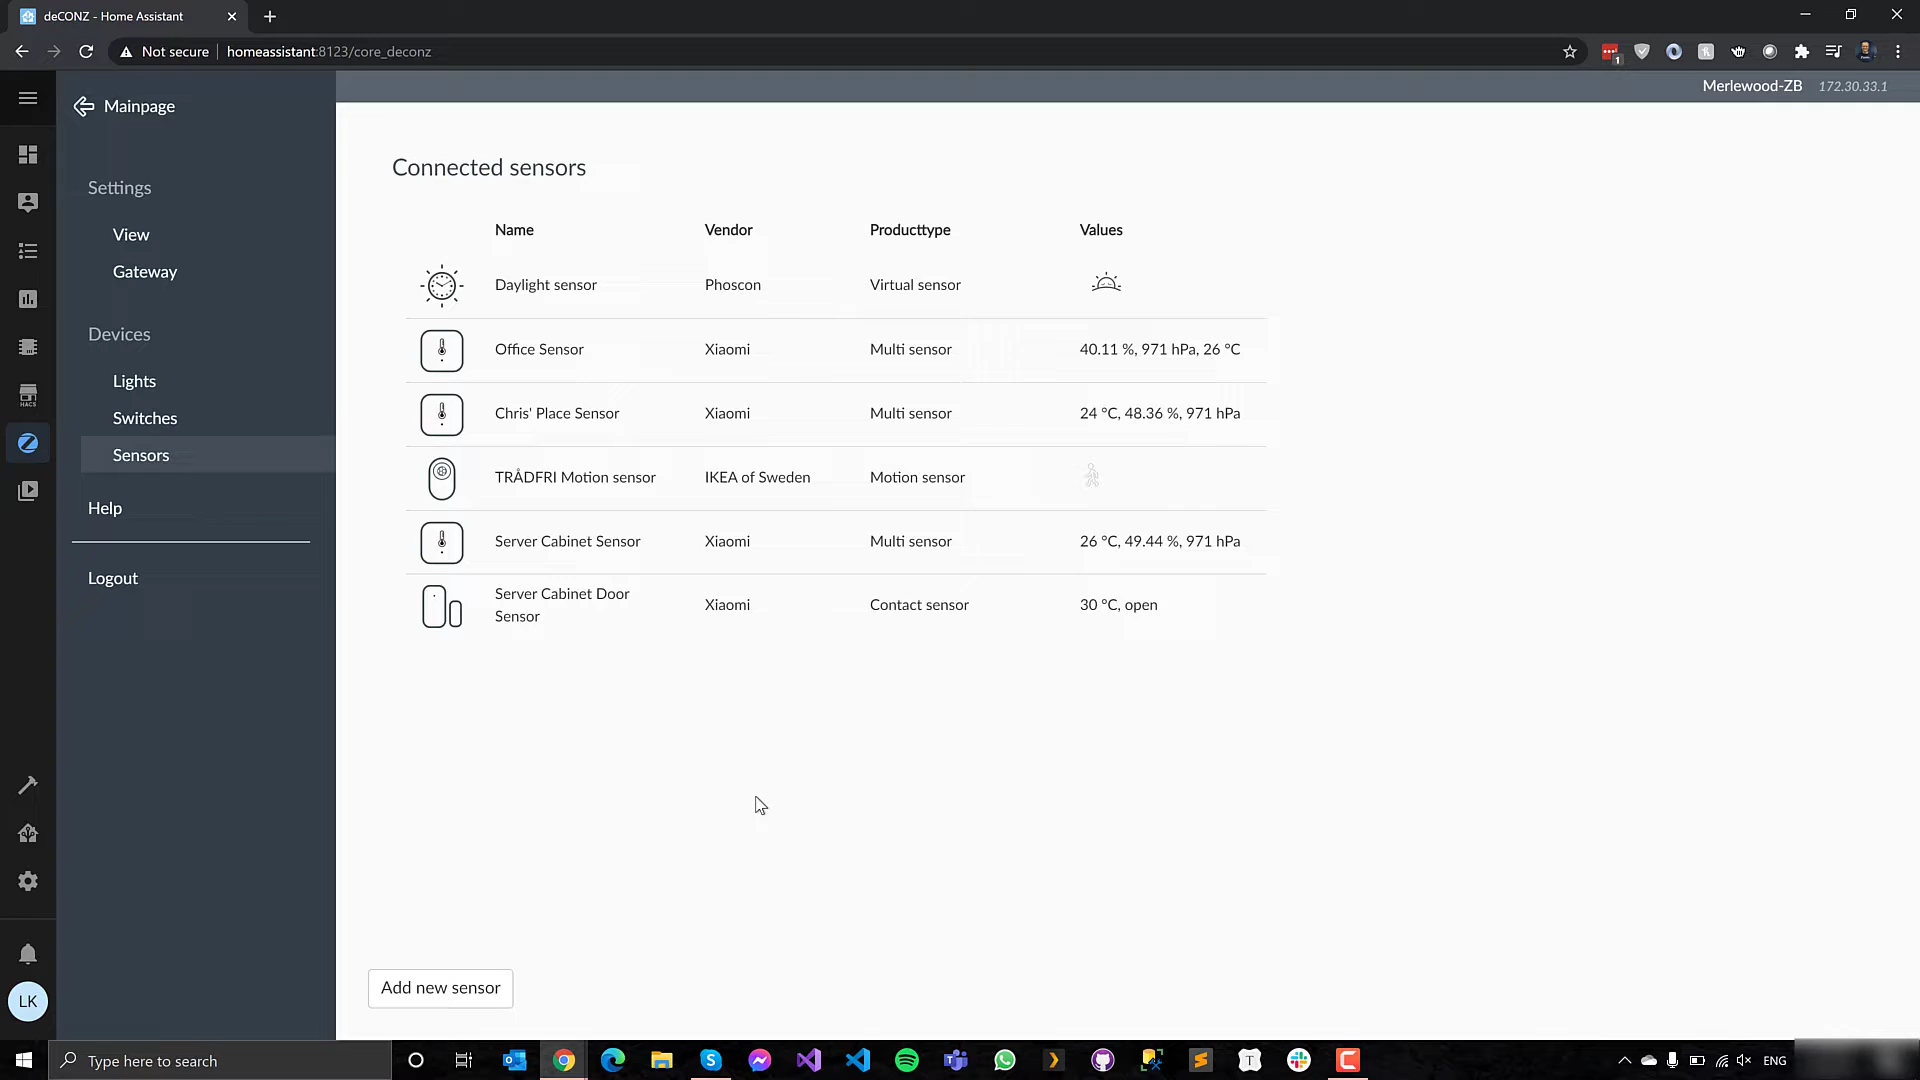 deCONZ - Home Assistant
Not secure
homeassistant:8123/core_deconz
1
Merlewood-ZB 172.30.33.1
Mainpage
Settings
View
Gateway
Devices
Lights
Switches
Sensors
Help
Logout
HACS
LK
Connected sensors
Name Vendor Producttype Values
Daylight sensor Phoscon Virtual sensor
Office Sensor Xiaomi Multi sensor 40.11 %, 971 hPa, 26 °C
Chris' Place Sensor Xiaomi Multi sensor 24 °C, 48.36 %, 971 hPa
TRÅDFRI Motion sensor IKEA of Sweden Motion sensor
Server Cabinet Sensor Xiaomi Multi sensor 26 °C, 49.44 %, 971 hPa
Server Cabinet Door
Sensor
Xiaomi Contact sensor 30 °C, open
Add new sensor
Type here to search
ENG